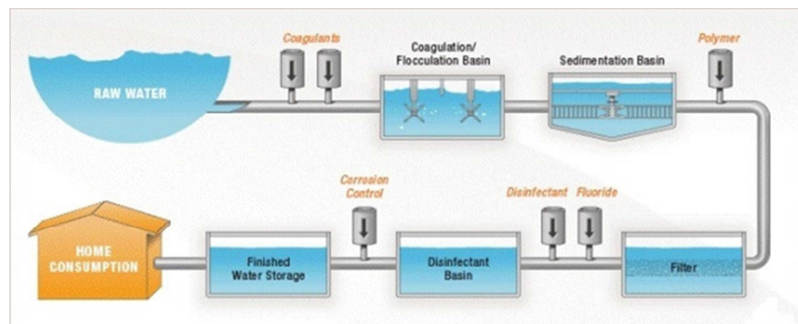 Coagulants
Coagulation/
Flocculation Basin
Sedimentation Basin
Polymer
RAW WATER
Corrosion
Control
Disinfectant
Fluoride
HOME
CONSUMPTION
Finished
Water Storage
Disinfectant
Basin
Filter